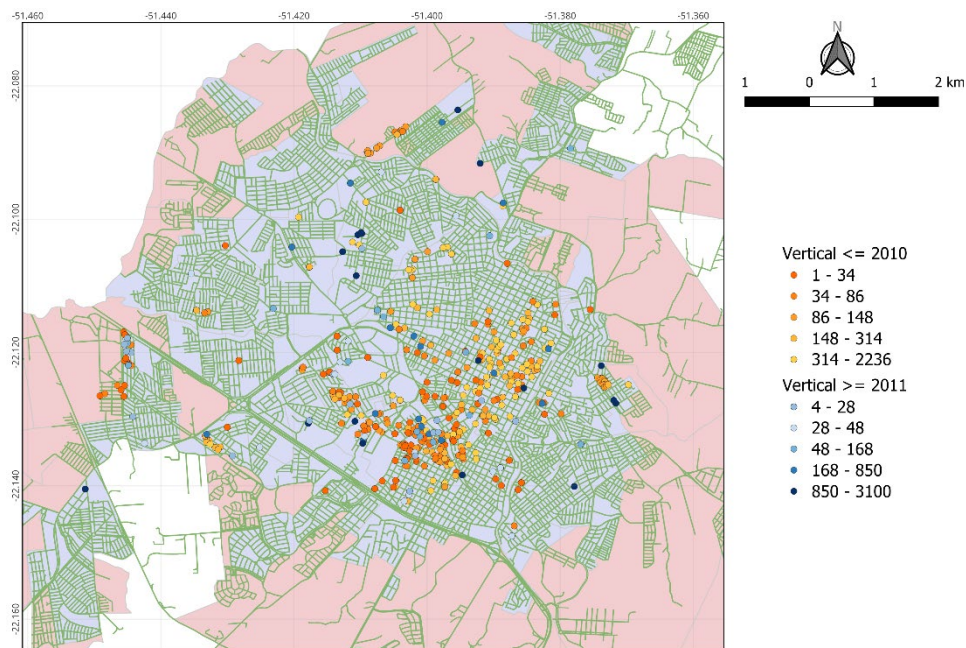 -51.460 -51.440 -51.420 -51.400 -51.380 -51.360
N
-22.080
1 0 1 2 km
-22.100
Vertical <= 2010
1 - 34
34 - 86
86 - 148
148 - 314
-22.120
314 - 2236
Vertical >= 2011
4 - 28
28 - 48
48 - 168
168 - 850
-22.140
850 - 3100
-22.160